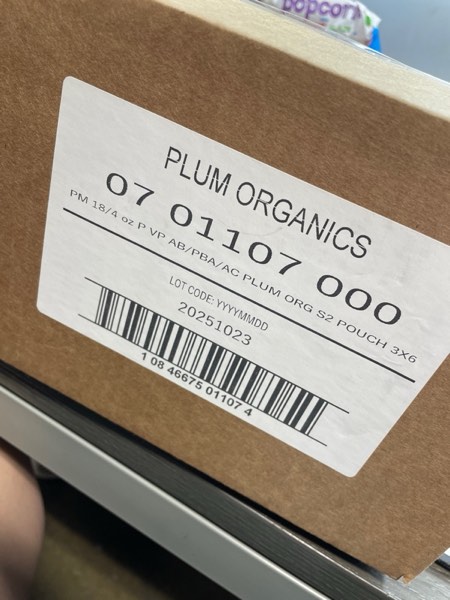 popcorn
PLUM ORGANICS
07 01107 000
PM 18/4 oz P VP AB/PBA/AC PLUM ORG S2 POUCH 3X6
LOT CODE: YYYYMMDD
20251023
1 08 46675 01107 4